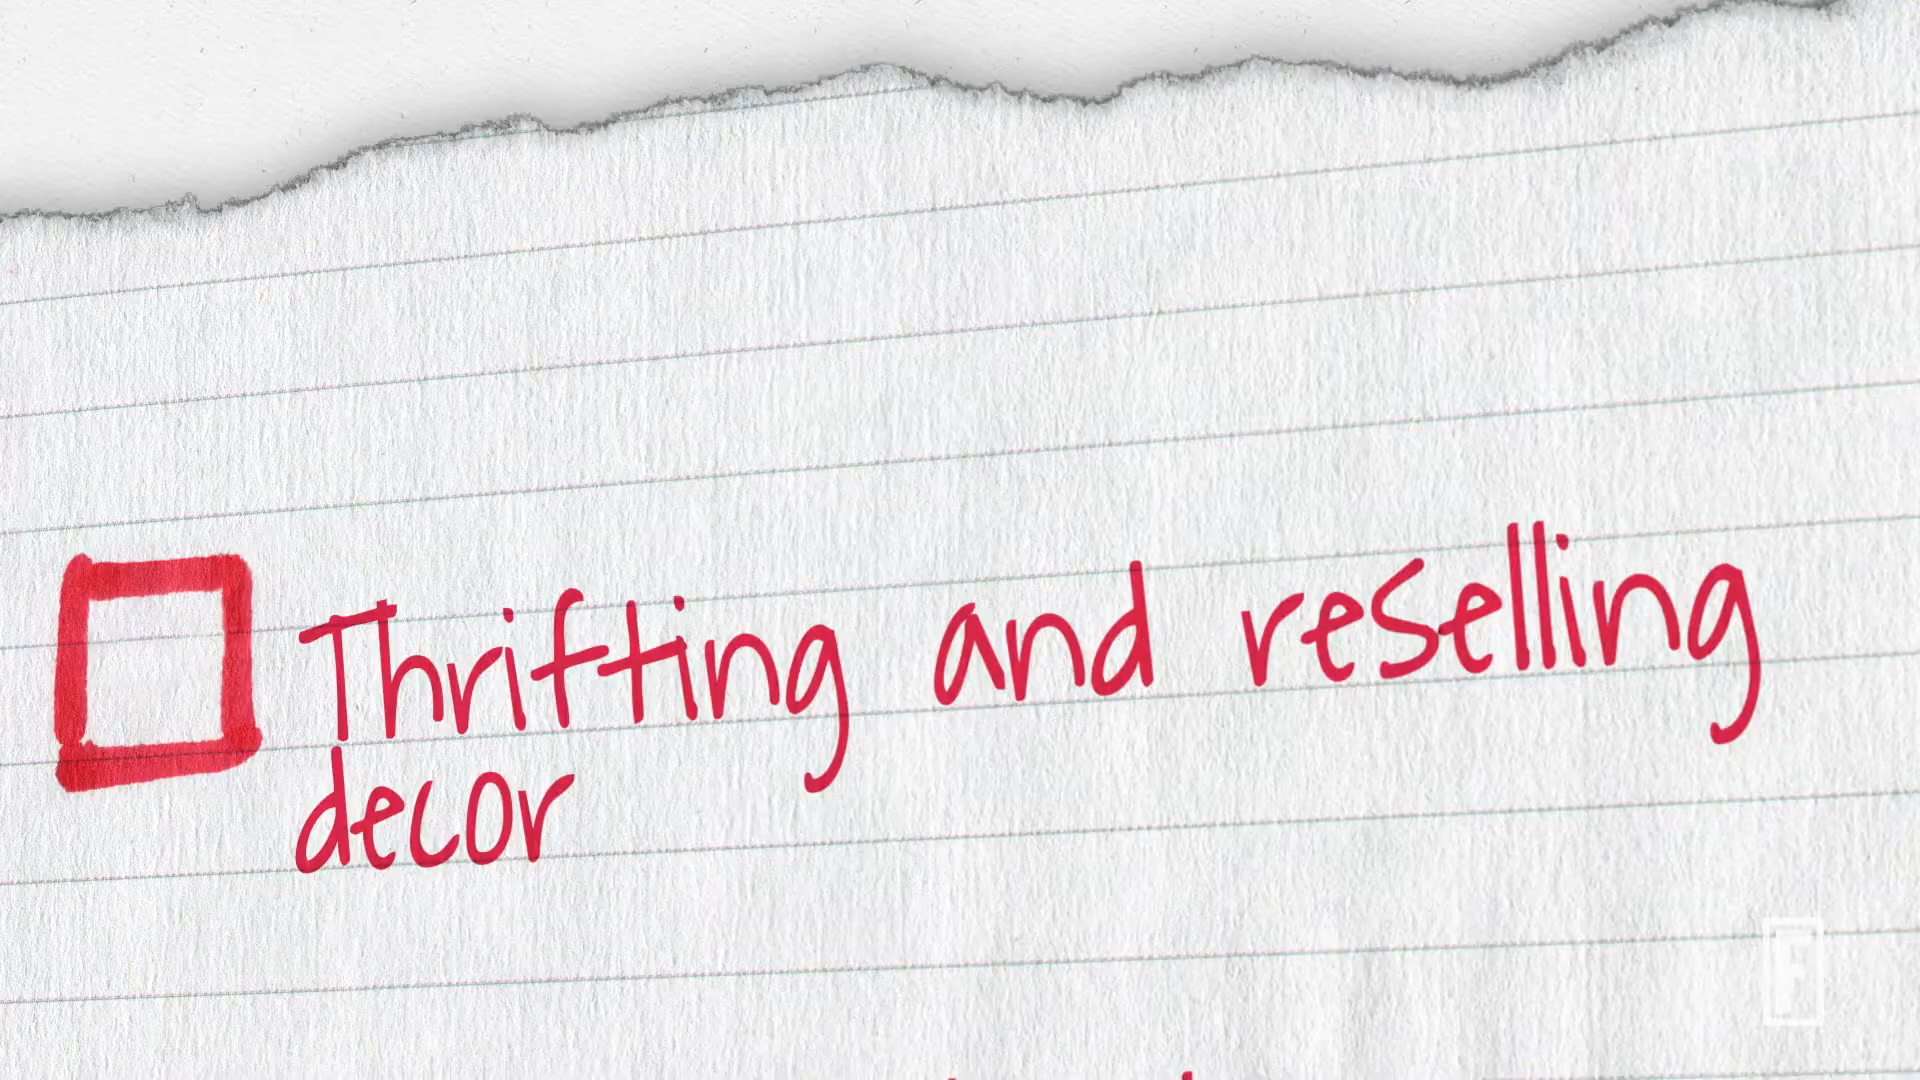 Thrifting and reselling
decor
F